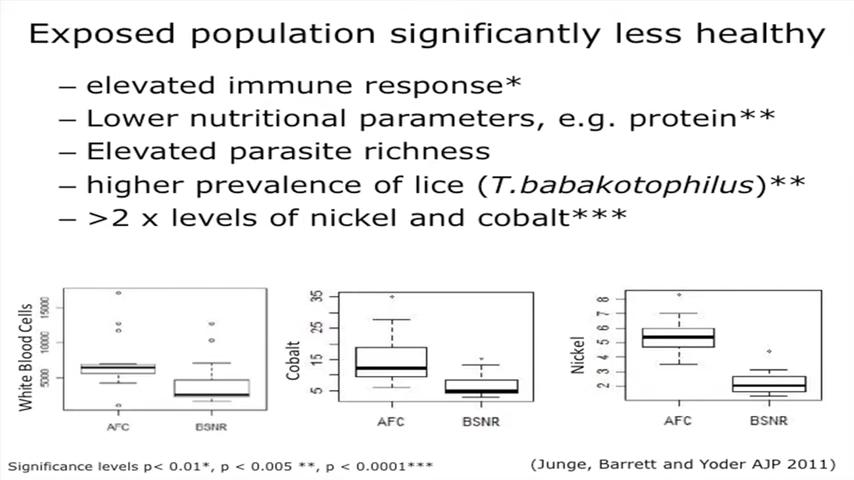 Exposed population significantly less healthy
– elevated immune response*
– Lower nutritional parameters, e.g. protein**
– Elevated parasite richness
– higher prevalence of lice (T.babakotophilus)**
– >2 x levels of nickel and cobalt***
White Blood Cells
5000 10000 15000
AFC BSNR
Cobalt
5 15 25 35
AFC BSNR
Nickel
2 3 4 5 6 7 8
AFC BSNR
Significance levels p< 0.01*, p < 0.005 **, p < 0.0001***
(Junge, Barrett and Yoder AJP 2011)